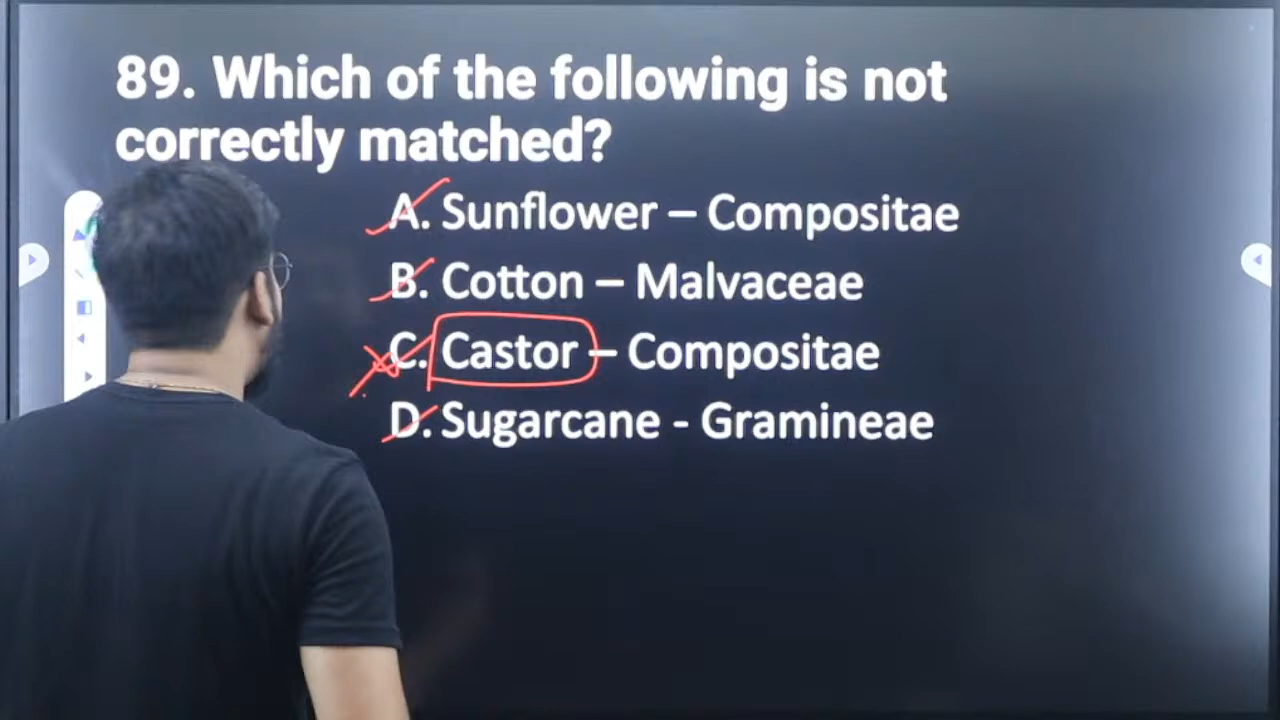 89. Which of the following is not
correctly matched?
A. Sunflower – Compositae
B. Cotton – Malvaceae
C. Castor – Compositae
D. Sugarcane - Gramineae